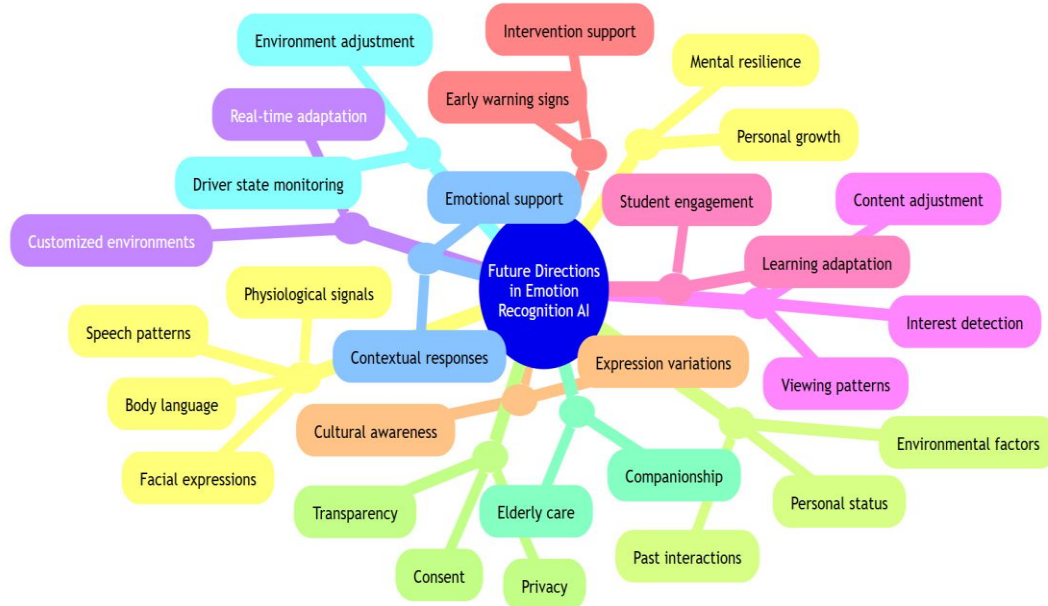 Intervention support
Environment adjustment
Mental resilience
Early warning signs
Real-time adaptation
Personal growth
Driver state monitoring
Emotional support
Student engagement
Content adjustment
Customized environments
Future Directions
in Emotion
Recognition AI
Learning adaptation
Physiological signals
Speech patterns
Interest detection
Contextual responses
Expression variations
Viewing patterns
Body language
Cultural awareness
Environmental factors
Facial expressions
Companionship
Personal status
Transparency
Elderly care
Past interactions
Consent
Privacy